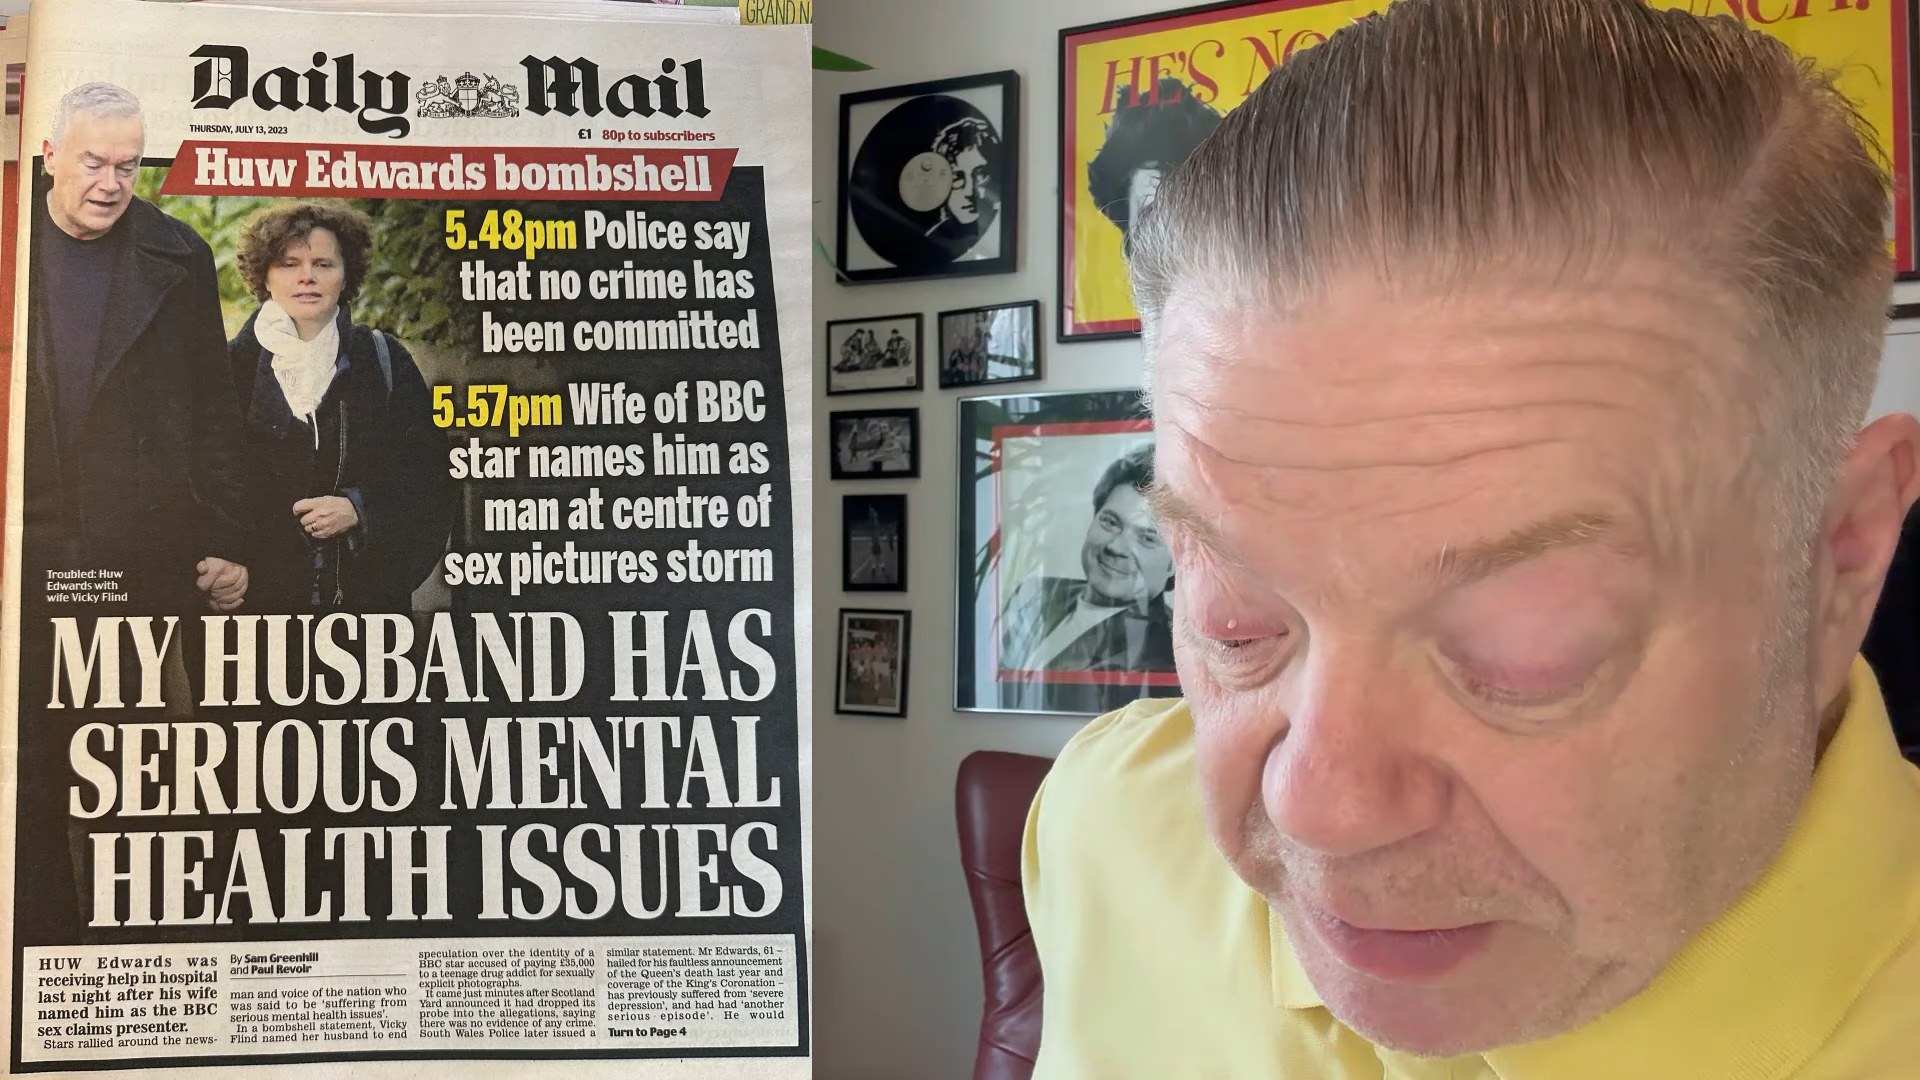 GRAND N
Daily Mail
THURSDAY, JULY 13, 2023
£1 80p to subscribers
Huw Edwards bombshell
5.48pm Police say
that no crime has
been committed
5.57pm Wife of BBC
star names him as
man at centre of
sex pictures storm
Troubled: Huw
Edwards with
wife Vicky Flind
MY HUSBAND HAS
SERIOUS MENTAL
HEALTH ISSUES
HUW Edwards was
receiving help in hospital
last night after his wife
named him as the BBC
sex claims presenter.
Stars rallied around the news-
By Sam Greenhill
and Paul Revoir
man and voice of the nation who
was said to be 'suffering from
serious mental health issues'.
In a bombshell statement, Vicky
Flind named her husband to end
speculation over the identity of a
BBC star accused of paying £35,000
to a teenage drug addict for sexually
explicit photographs.
It came just minutes after Scotland
Yard announced it had dropped its
probe into the allegations, saying
there was no evidence of any crime.
South Wales Police later issued a
similar statement. Mr Edwards, 61 –
hailed for his faultless announcement
of the Queen's death last year and
coverage of the King's Coronation –
has previously suffered from 'severe
depression', and had had 'another
serious episode'. He would
Turn to Page 4
HE'S NO